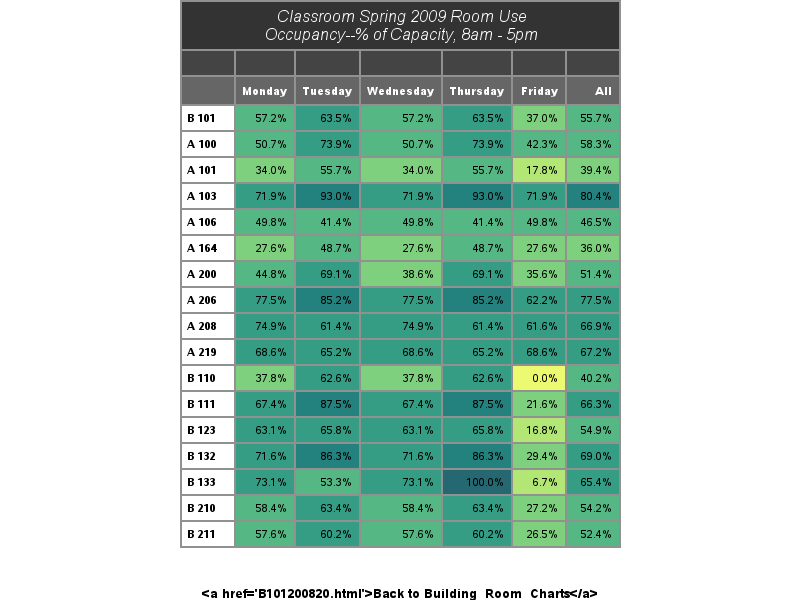 Classroom Spring 2009 Room Use
Occupancy--% of Capacity, 8am - 5pm
Monday Tuesday Wednesday Thursday Friday All
B 101 57.2% 63.5% 57.2% 63.5% 37.0% 55.7%
A 100 50.7% 73.9% 50.7% 73.9% 42.3% 58.3%
A 101 34.0% 55.7% 34.0% 55.7% 17.8% 39.4%
A 103 71.9% 93.0% 71.9% 93.0% 71.9% 80.4%
A 106 49.8% 41.4% 49.8% 41.4% 49.8% 46.5%
A 164 27.6% 48.7% 27.6% 48.7% 27.6% 36.0%
A 200 44.8% 69.1% 38.6% 69.1% 35.6% 51.4%
A 206 77.5% 85.2% 77.5% 85.2% 62.2% 77.5%
A 208 74.9% 61.4% 74.9% 61.4% 61.6% 66.9%
A 219 68.6% 65.2% 68.6% 65.2% 68.6% 67.2%
B 110 37.8% 62.6% 37.8% 62.6% 0.0% 40.2%
B 111 67.4% 87.5% 67.4% 87.5% 21.6% 66.3%
B 123 63.1% 65.8% 63.1% 65.8% 16.8% 54.9%
B 132 71.6% 86.3% 71.6% 86.3% 29.4% 69.0%
B 133 73.1% 53.3% 73.1% 100.0% 6.7% 65.4%
B 210 58.4% 63.4% 58.4% 63.4% 27.2% 54.2%
B 211 57.6% 60.2% 57.6% 60.2% 26.5% 52.4%
<a href='B101200820.html'>Back to Building_Room_Charts</a>